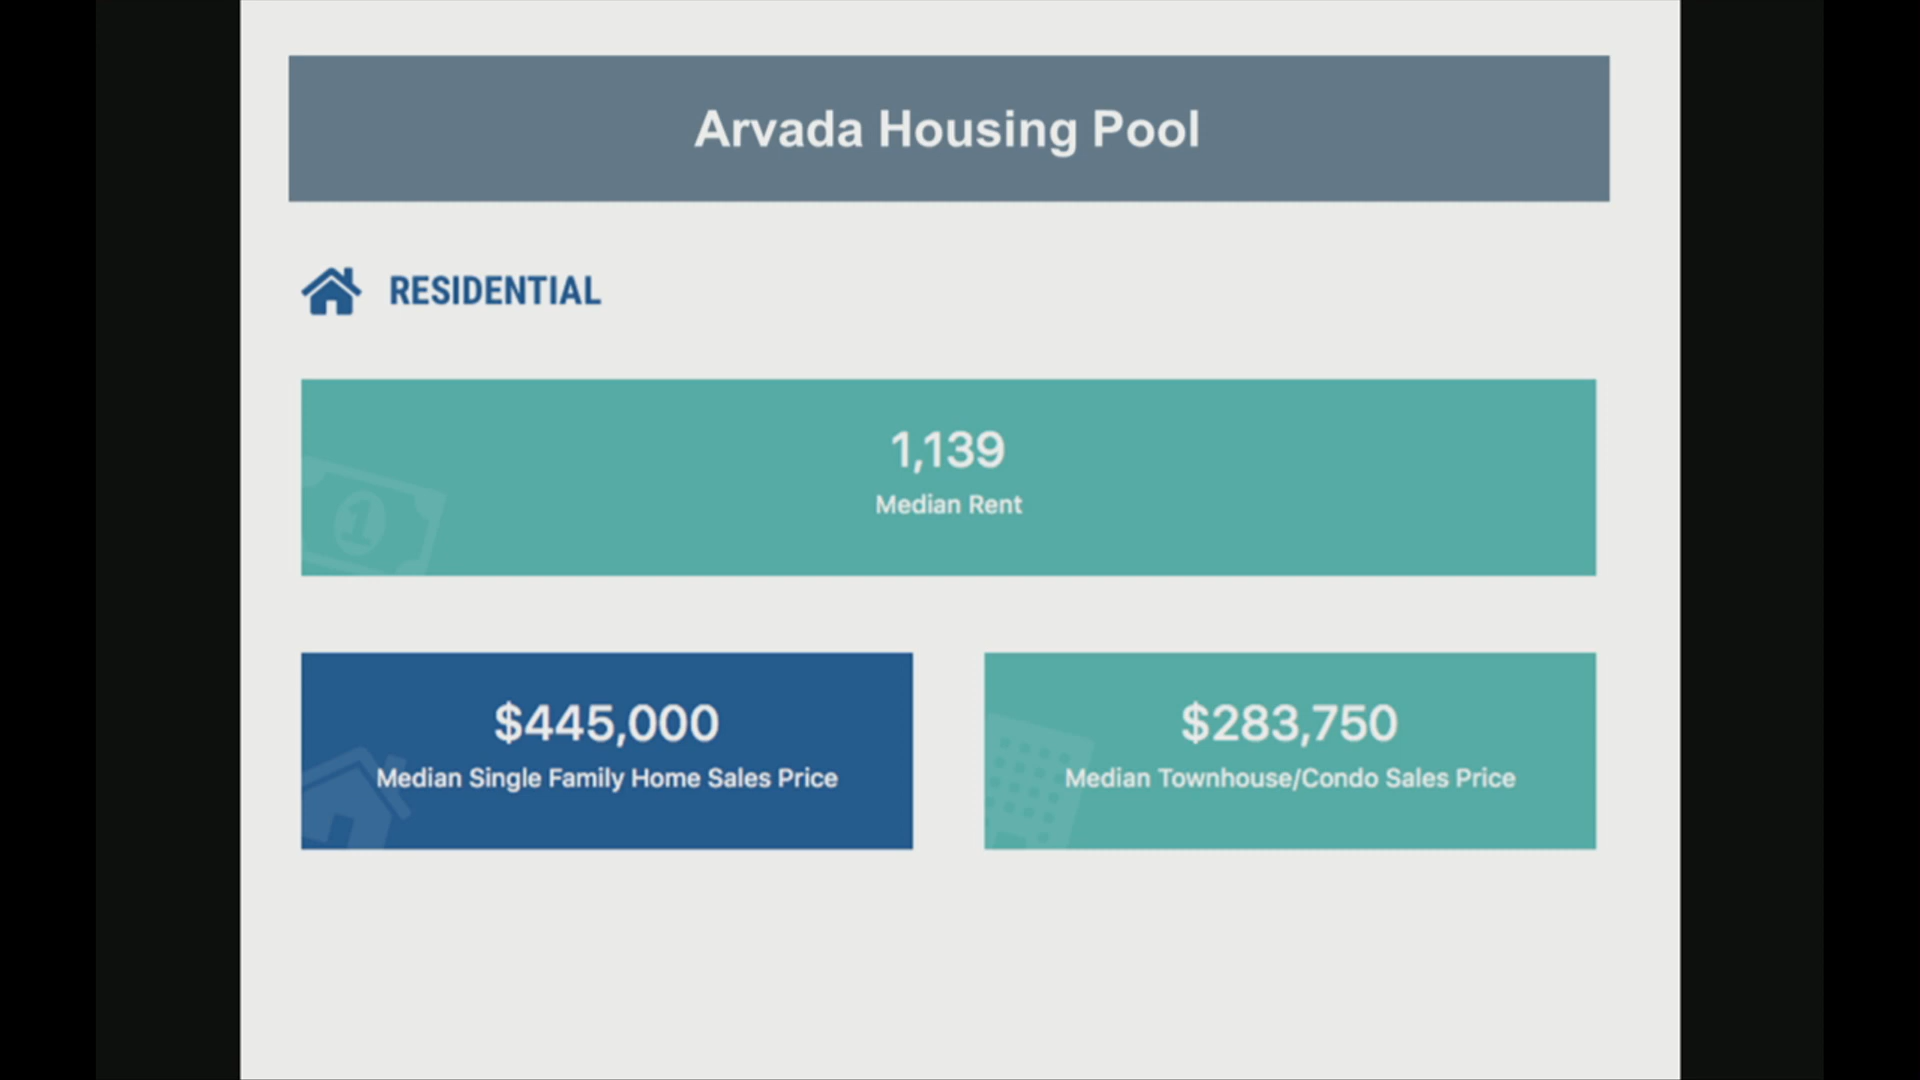 Arvada Housing Pool
RESIDENTIAL
1,139
Median Rent
$445,000
Median Single Family Home Sales Price
$283,750
Median Townhouse/Condo Sales Price